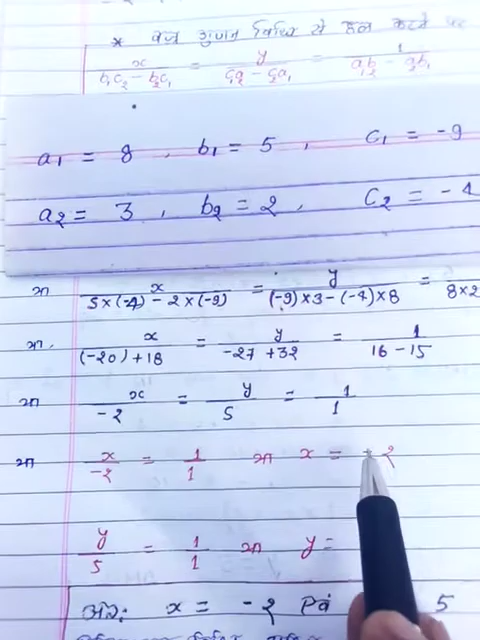 * वज्र गुणन विधि से हल करने पर
x/(b₁c₂ - b₂c₁) = y/(c₁a₂ - c₂a₁) = 1/(a₁b₂ - a₂b₁)
a₁ = 8 , b₁ = 5 , c₁ = -9
a₂ = 3 , b₂ = 2 , c₂ = -4
या x/(5×(-4) - 2×(-9)) = y/((-9)×3 - (-4)×8) = 8×2
या. x/((-20)+18) = y/(-27+32) = 1/(16-15)
या x/-2 = y/5 = 1/1
या x/-2 = 1/1 या x = -2
y/5 = 1/1 या y =
अतः x = -2 5